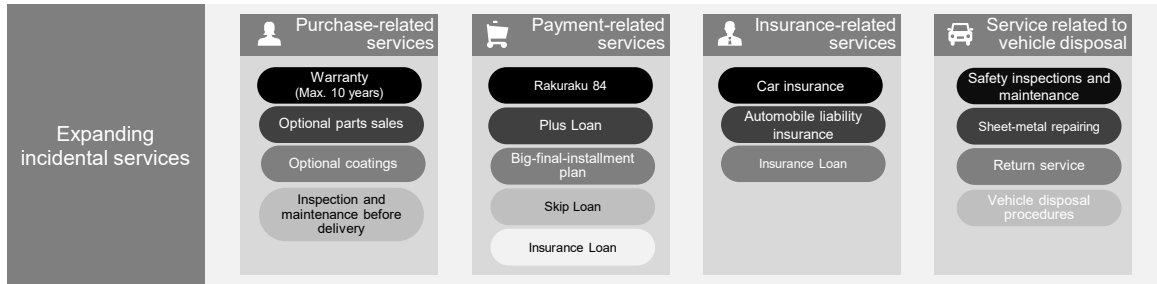 Expanding
incidental services
Purchase-related
services
Warranty
(Max. 10 years)
Optional parts sales
Optional coatings
Inspection and
maintenance before
delivery
Payment-related
services
Rakuraku 84
Plus Loan
Big-final-installment
plan
Skip Loan
Insurance Loan
Insurance-related
services
Car insurance
Automobile liability
insurance
Insurance Loan
Service related to
vehicle disposal
Safety inspections and
maintenance
Sheet-metal repairing
Return service
Vehicle disposal
procedures